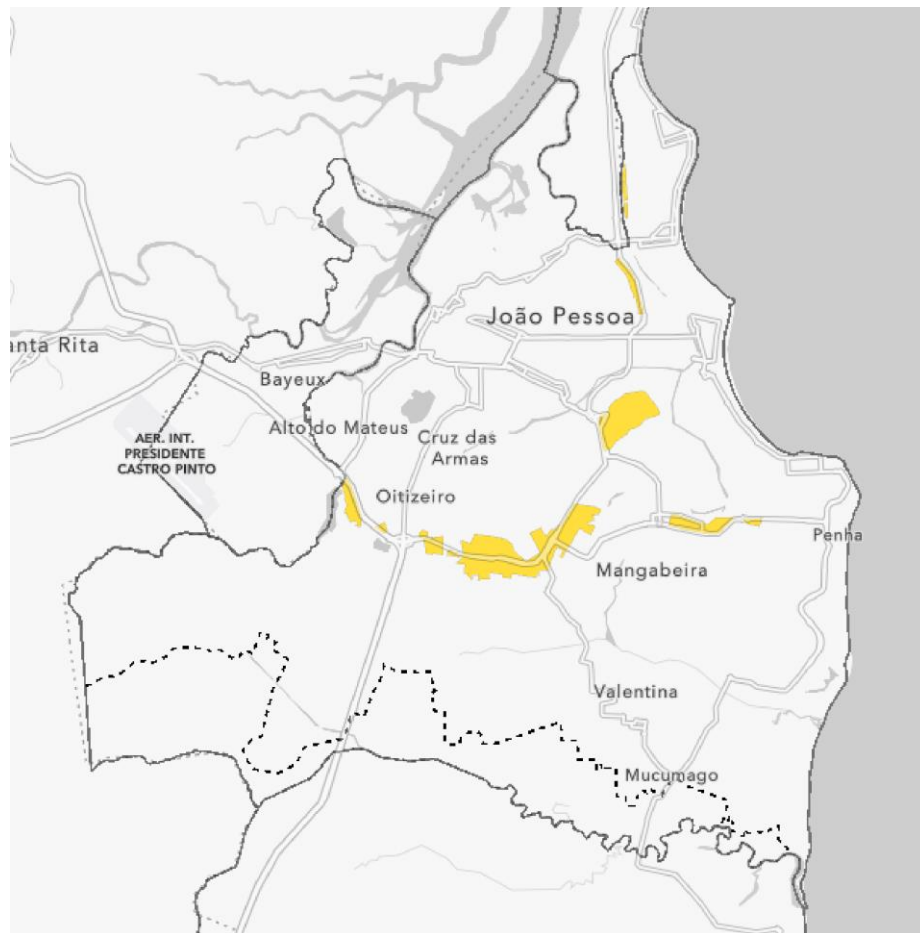 João Pessoa
anta Rita
Bayeux
Alto do Mateus
Cruz das
Armas
AER. INT.
PRESIDENTE
CASTRO PINTO
Oitizeiro
Penha
Mangabeira
Valentina
Mucumago